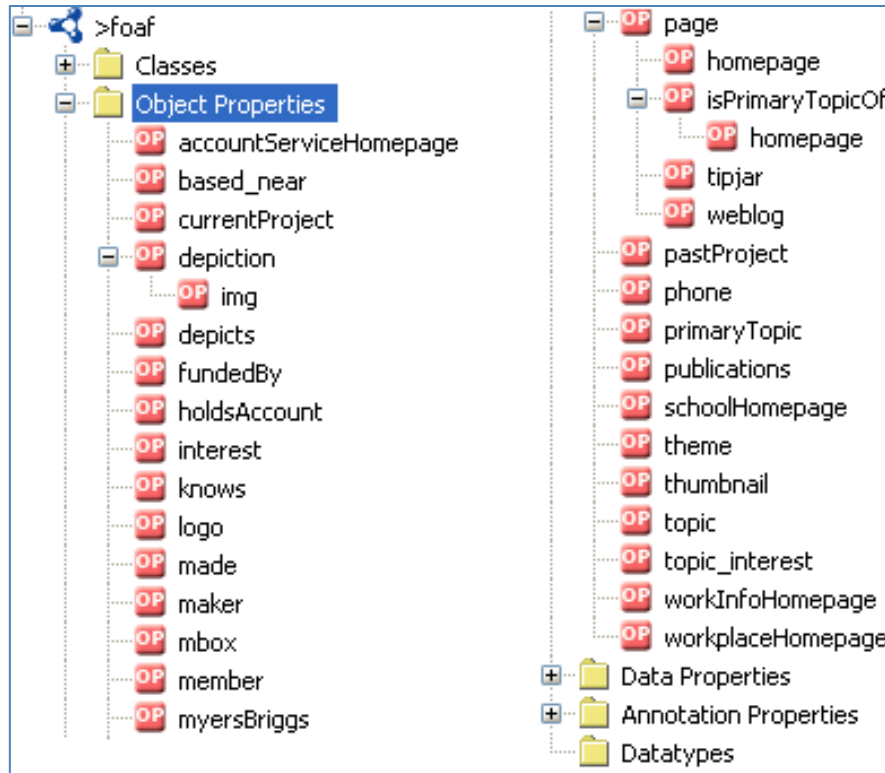 >foaf
Classes
Object Properties
OP accountServiceHomepage
OP based_near
OP currentProject
OP depiction
OP img
OP depicts
OP fundedBy
OP holdsAccount
OP interest
OP knows
OP logo
OP made
OP maker
OP mbox
OP member
OP myersBriggs
OP page
OP homepage
OP isPrimaryTopicOf
OP homepage
OP tipjar
OP weblog
OP pastProject
OP phone
OP primaryTopic
OP publications
OP schoolHomepage
OP theme
OP thumbnail
OP topic
OP topic_interest
OP workInfoHomepage
OP workplaceHomepage
Data Properties
Annotation Properties
Datatypes